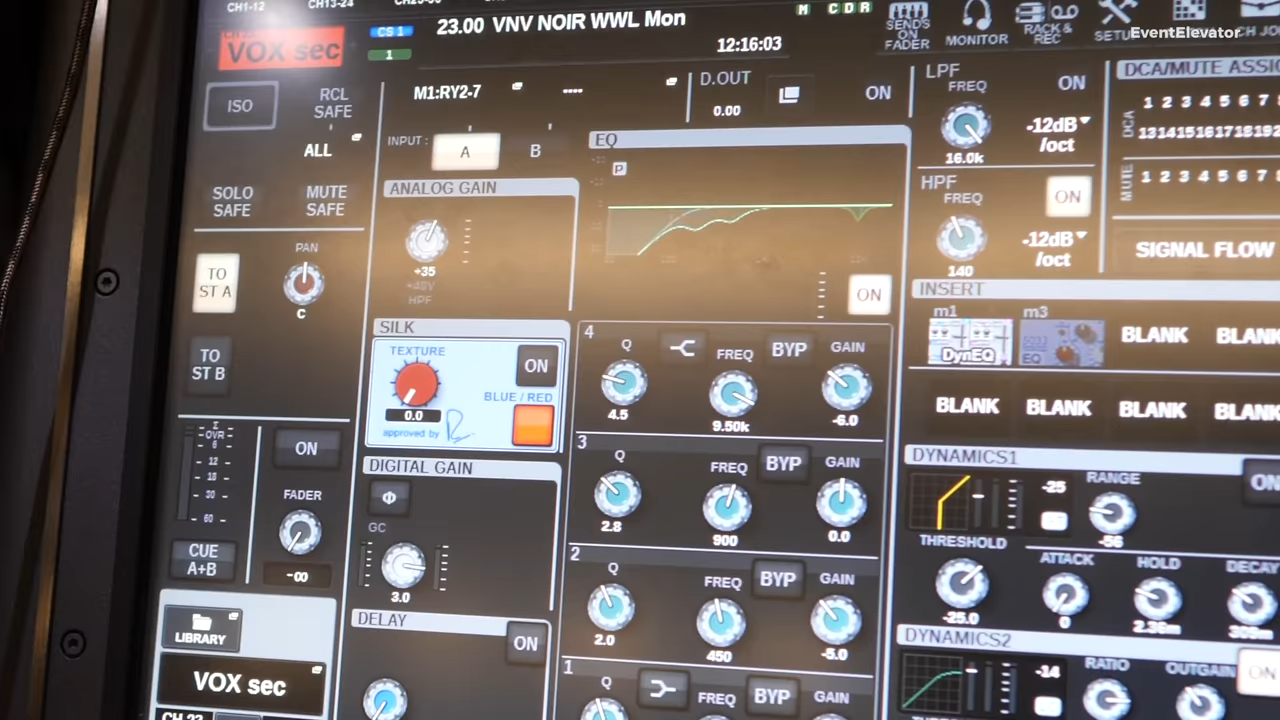 CH1-12 CH13-24
VOX sec
CS 1
1
23.00 VNV NOIR WWL Mon
12:16:03
M C D R
SENDS ON FADER
MONITOR
RACK & REC
EventElevator
ISO
RCL SAFE
ALL
SOLO SAFE
MUTE SAFE
TO ST A
PAN
C
TO ST B
OVR
6
12
18
30
60
ON
FADER
-00
CUE A+B
LIBRARY
VOX sec
M1:RY2-7
----
D.OUT
0.00
ON
INPUT :
A
B
ANALOG GAIN
+35
+48V
HPF
SILK
TEXTURE
ON
BLUE / RED
0.0
approved by
DIGITAL GAIN
Φ
GC
3.0
DELAY
ON
EQ
P
ON
4
Q
FREQ
BYP
GAIN
4.5
9.50k
-6.0
3
Q
FREQ
BYP
GAIN
2.8
900
0.0
2
Q
FREQ
BYP
GAIN
2.0
450
-5.0
1
Q
FREQ
BYP
GAIN
LPF
FREQ
ON
16.0k
-12dB /oct
HPF
FREQ
ON
140
-12dB /oct
INSERT
m1
DynEQ
m3
EQ
BLANK
BLANK
BLANK
BLANK
BLANK
DYNAMICS1
-25
RANGE
-56
THRESHOLD
-25.0
ATTACK
0
HOLD
2.36m
DECAY
305m
DYNAMICS2
-14
RATIO
OUTGAIN
ON
DCA
1 2 3 4 5 6 7
MUTE
1 2 3 4 5 6 7
SIGNAL FLOW